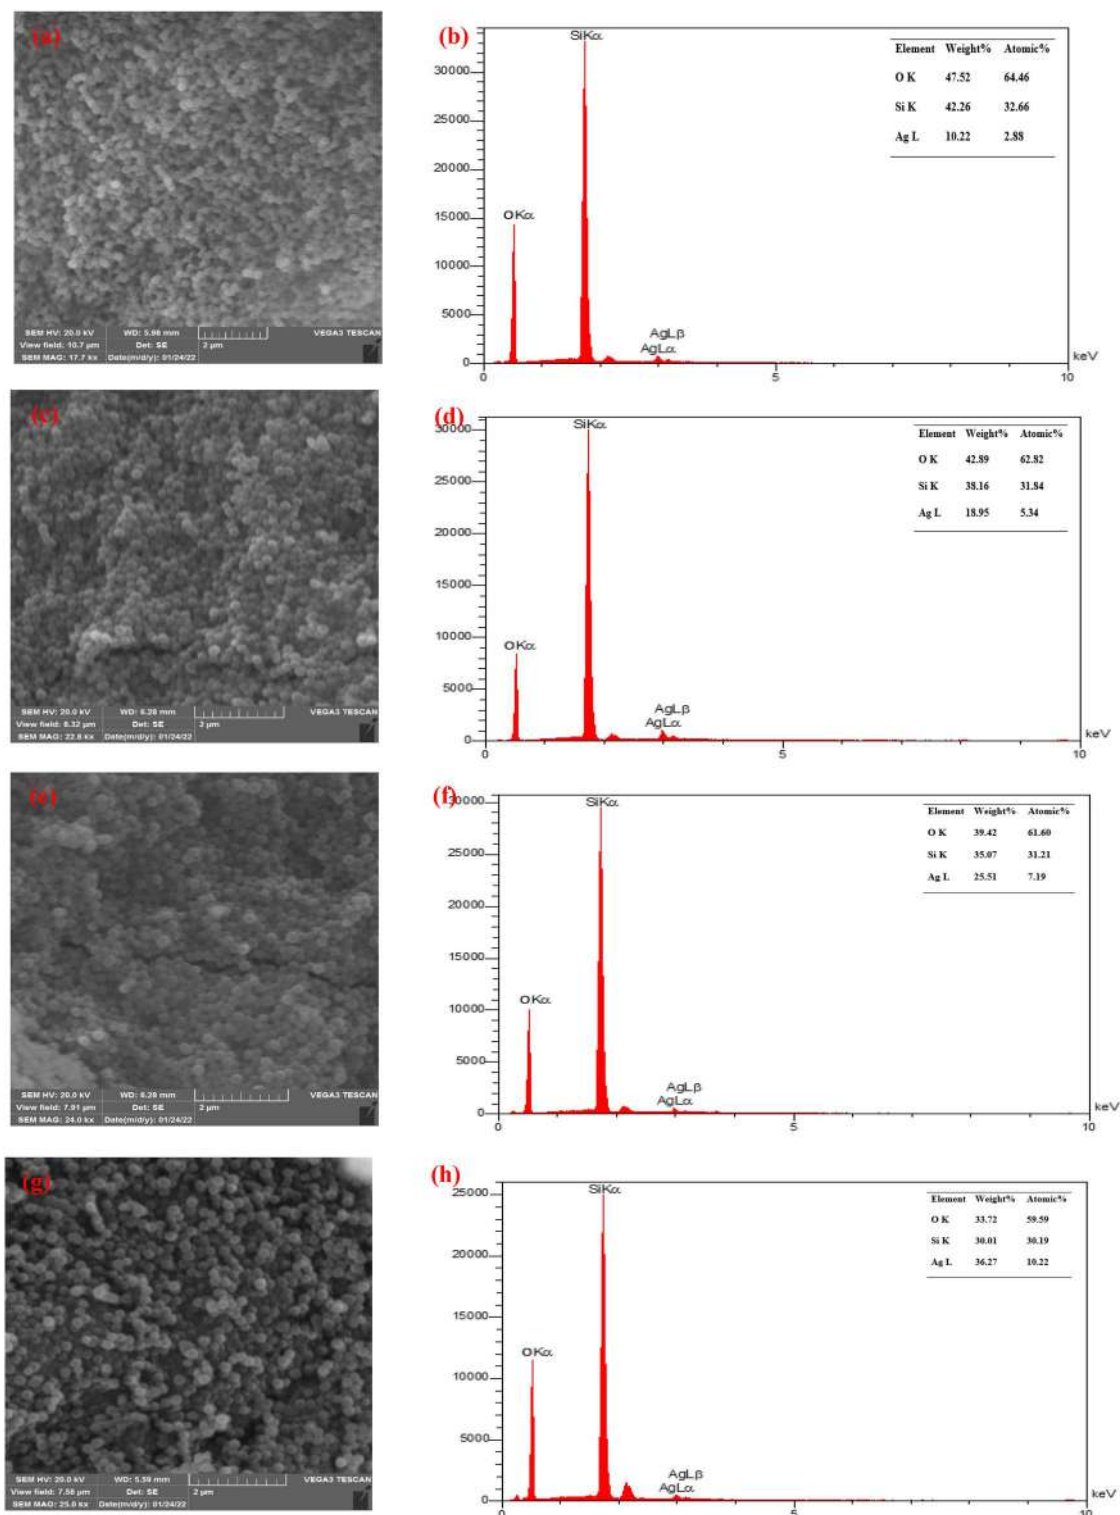 (a)
SEM HV: 20.0 kV WD: 5.98 mm VEGA3 TESCAN
View field: 10.7 µm Det: SE 2 µm
SEM MAG: 17.7 kx Date(m/d/y): 01/24/22
(b)
SiKα
30000
25000
20000
15000
10000
5000
0
OKα
AgLβ
AgLα
0 5 10
keV
Element Weight% Atomic%
O K 47.52 64.46
Si K 42.26 32.66
Ag L 10.22 2.88
(c)
SEM HV: 20.0 kV WD: 6.28 mm VEGA3 TESCAN
View field: 8.32 µm Det: SE 2 µm
SEM MAG: 22.8 kx Date(m/d/y): 01/24/22
(d)
SiKα
30000
25000
20000
15000
10000
5000
0
OKα
AgLβ
AgLα
0 5 10
keV
Element Weight% Atomic%
O K 42.89 62.82
Si K 38.16 31.84
Ag L 18.95 5.34
(e)
SEM HV: 20.0 kV WD: 6.28 mm VEGA3 TESCAN
View field: 7.91 µm Det: SE 2 µm
SEM MAG: 24.0 kx Date(m/d/y): 01/24/22
(f)
SiKα
30000
25000
20000
15000
10000
5000
0
OKα
AgLβ
AgLα
0 5 10
keV
Element Weight% Atomic%
O K 39.42 61.60
Si K 35.07 31.21
Ag L 25.51 7.19
(g)
SEM HV: 20.0 kV WD: 5.59 mm VEGA3 TESCAN
View field: 7.58 µm Det: SE 2 µm
SEM MAG: 25.0 kx Date(m/d/y): 01/24/22
(h)
SiKα
25000
20000
15000
10000
5000
0
OKα
AgLβ
AgLα
0 5 10
keV
Element Weight% Atomic%
O K 33.72 59.59
Si K 30.01 30.19
Ag L 36.27 10.22